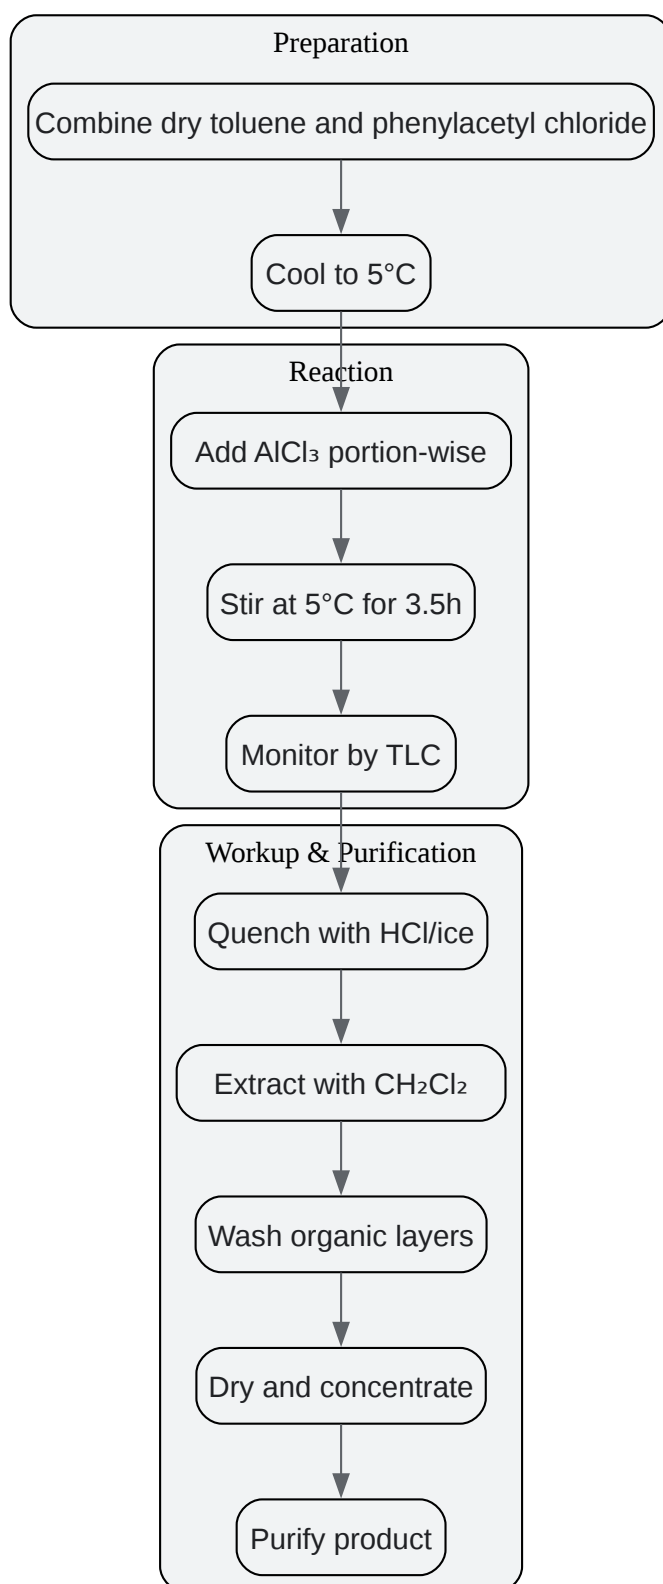 Preparation
Combine dry toluene and phenylacetyl chloride
Cool to 5°C
Reaction
Add AlCl₃ portion-wise
Stir at 5°C for 3.5h
Monitor by TLC
Workup & Purification
Quench with HCl/ice
Extract with CH₂Cl₂
Wash organic layers
Dry and concentrate
Purify product